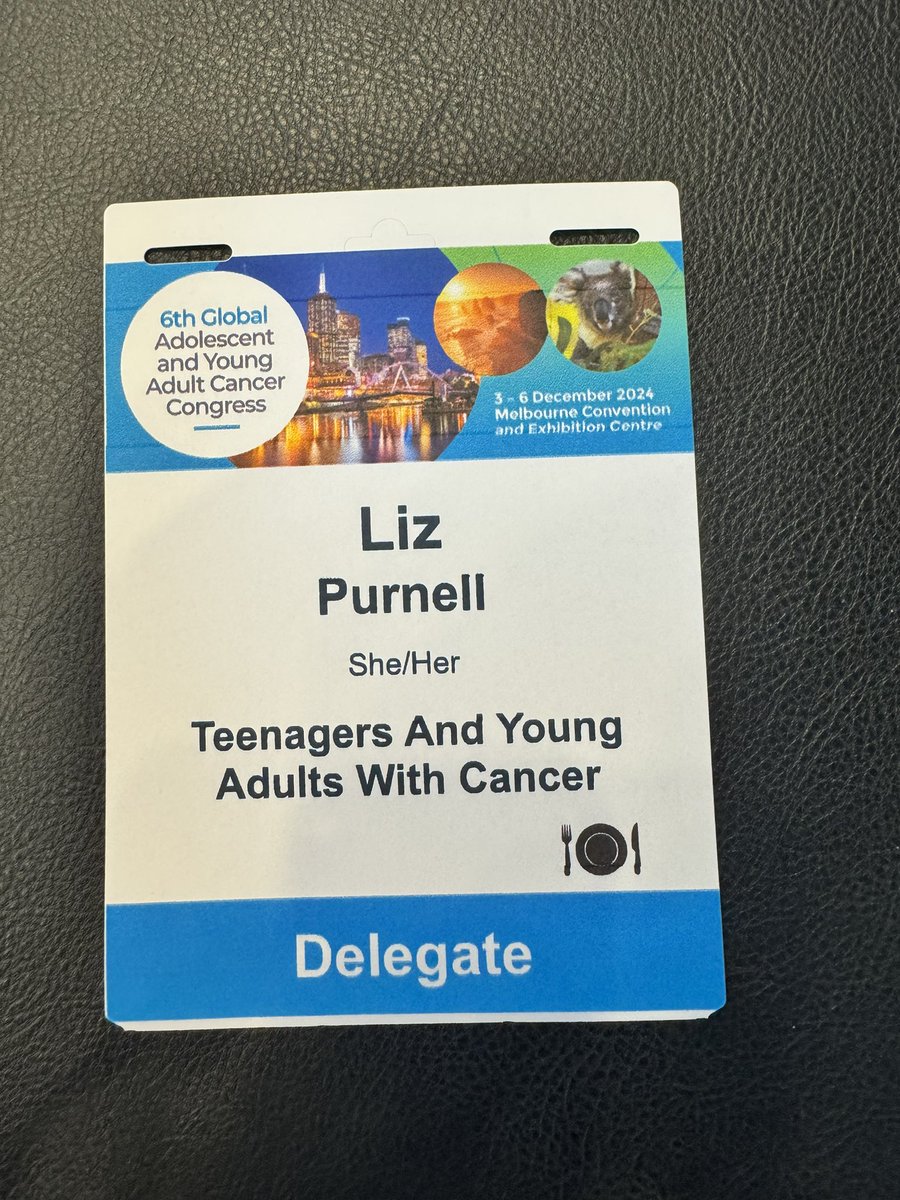 6th Global
Adolescent
and Young
Adult Cancer
Congress
3 – 6 December 2024
Melbourne Convention
and Exhibition Centre
Liz
Purnell
She/Her
Teenagers And Young
Adults With Cancer
Delegate